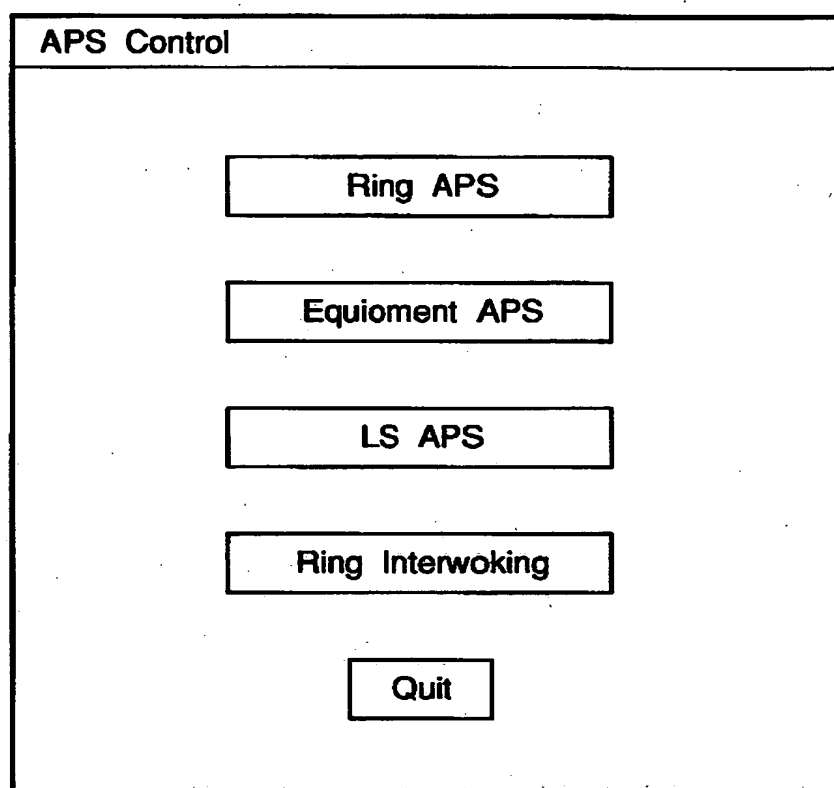 APS Control
Ring APS
Equioment APS
LS APS
Ring Interwoking
Quit